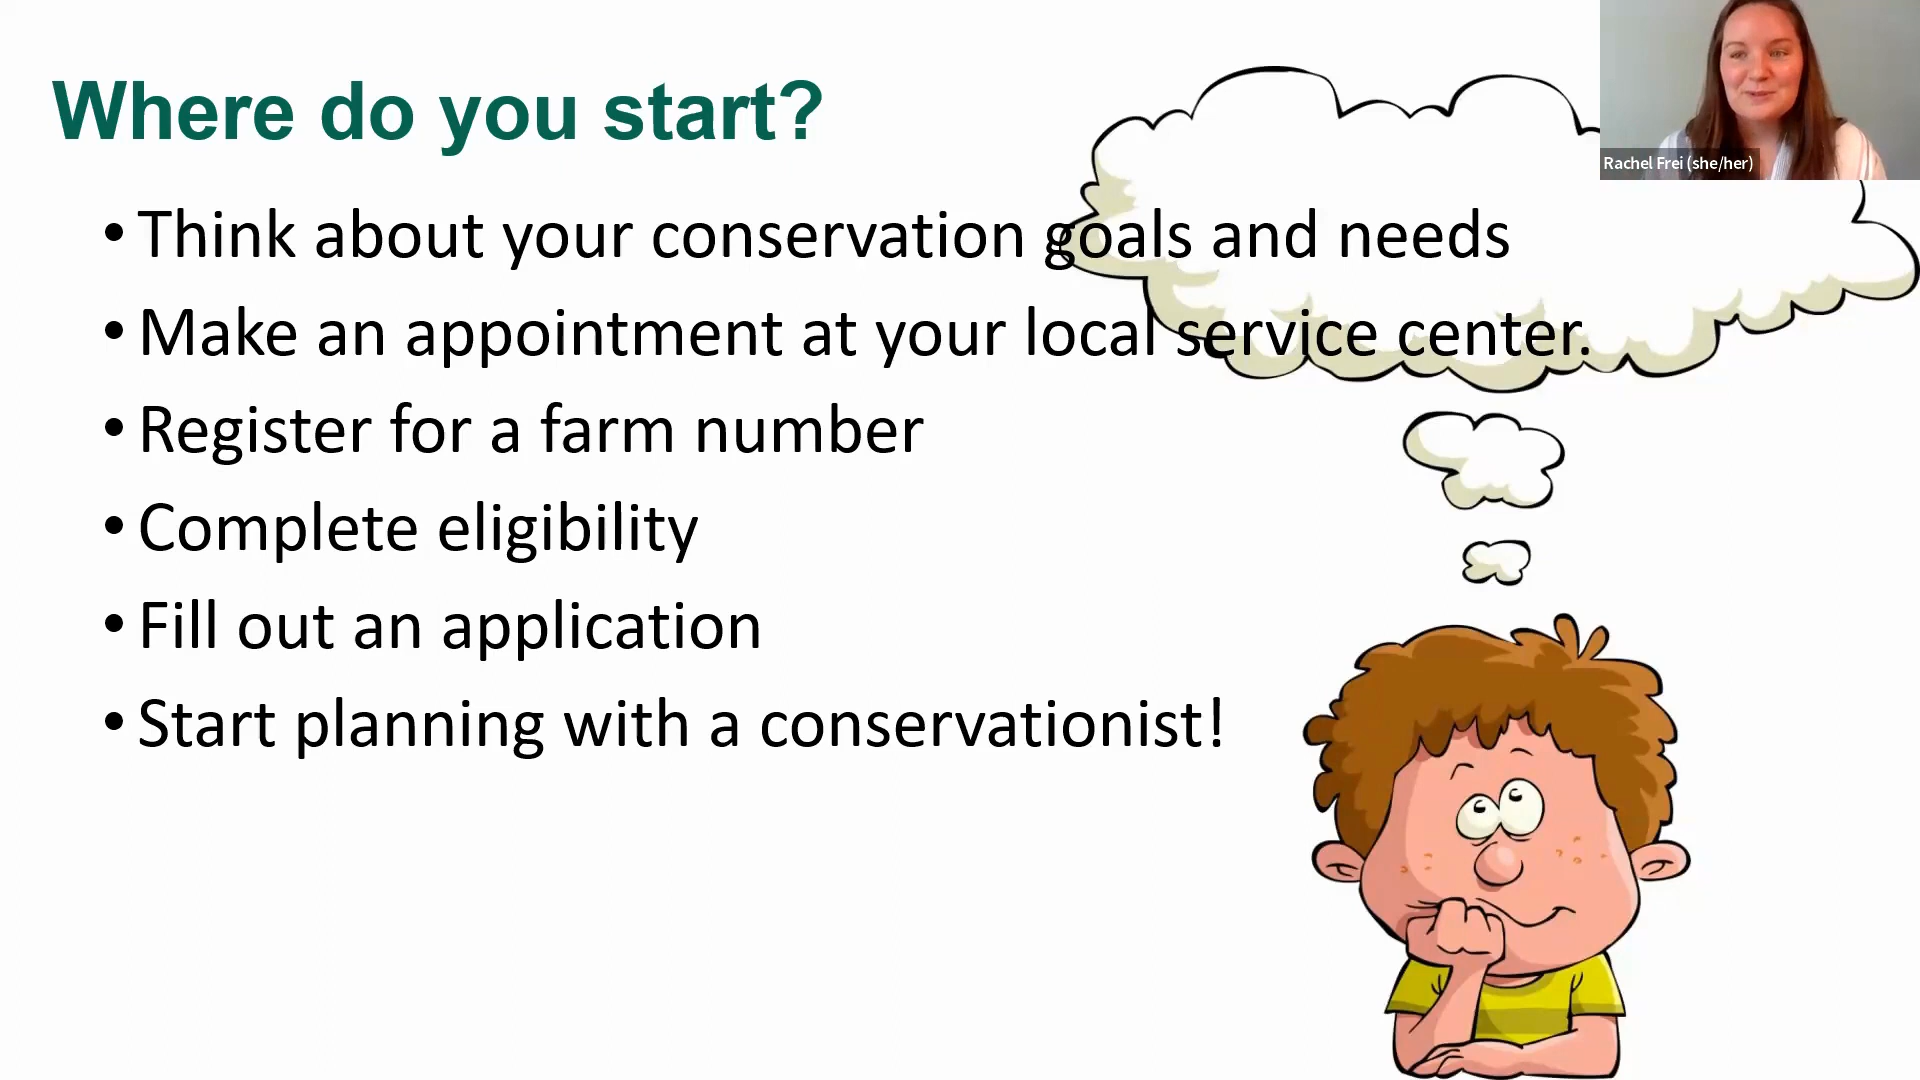 Where do you start?
Rachel Frei (she/her)
• Think about your conservation goals and needs
• Make an appointment at your local service center.
• Register for a farm number
• Complete eligibility
• Fill out an application
• Start planning with a conservationist!